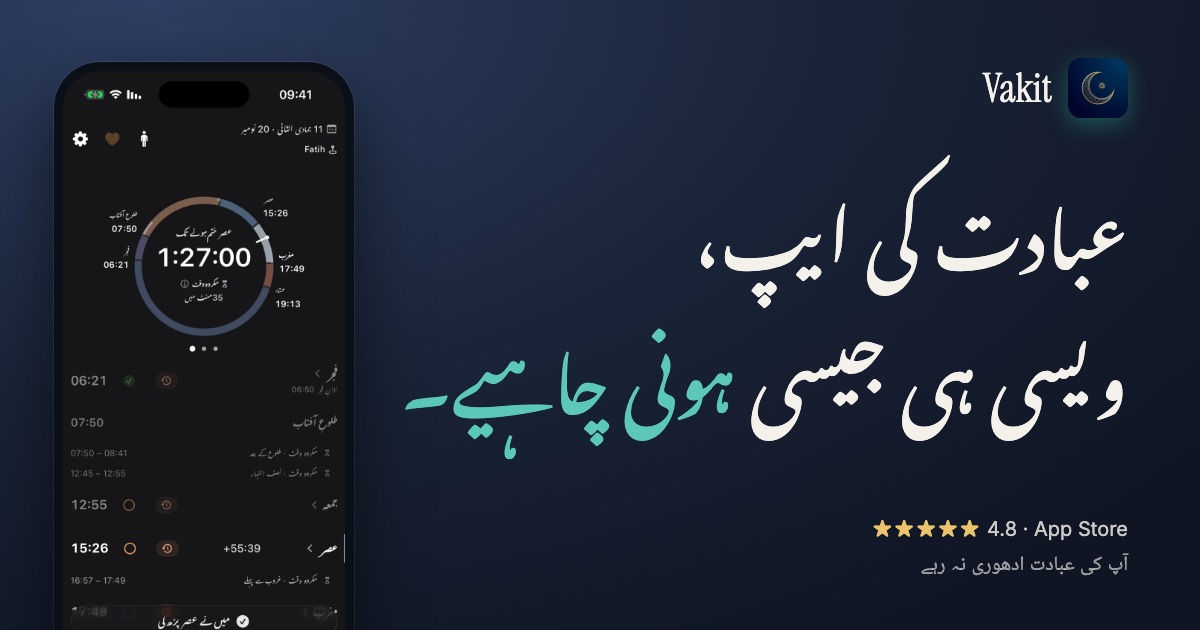 Vakit
عبادت کی ایپ،
ویسی ہی جیسی ہونی چاہیے۔
4.8 · App Store
آپ کی عبادت ادھوری نہ رہے
09:41
11 جمادی الثانی · 20 نومبر
Fatih
عصر
15:26
طلوع آفتاب
07:50
عصر ختم ہونے تک
1:27:00
فجر
06:21
مغرب
17:49
مکروہ وقت
35 منٹ میں
عشاء
19:13
فجر
06:21
اذانِ فجر 06:50
طلوع آفتاب
07:50
مکروہ وقت · طلوع کے بعد
07:50 – 08:41
مکروہ وقت · نصف النہار
12:45 – 12:55
جمعہ
12:55
عصر
+55:39
15:26
مکروہ وقت · غروب سے پہلے
16:57 – 17:49
مغرب
17:49
میں نے عصر پڑھ لی